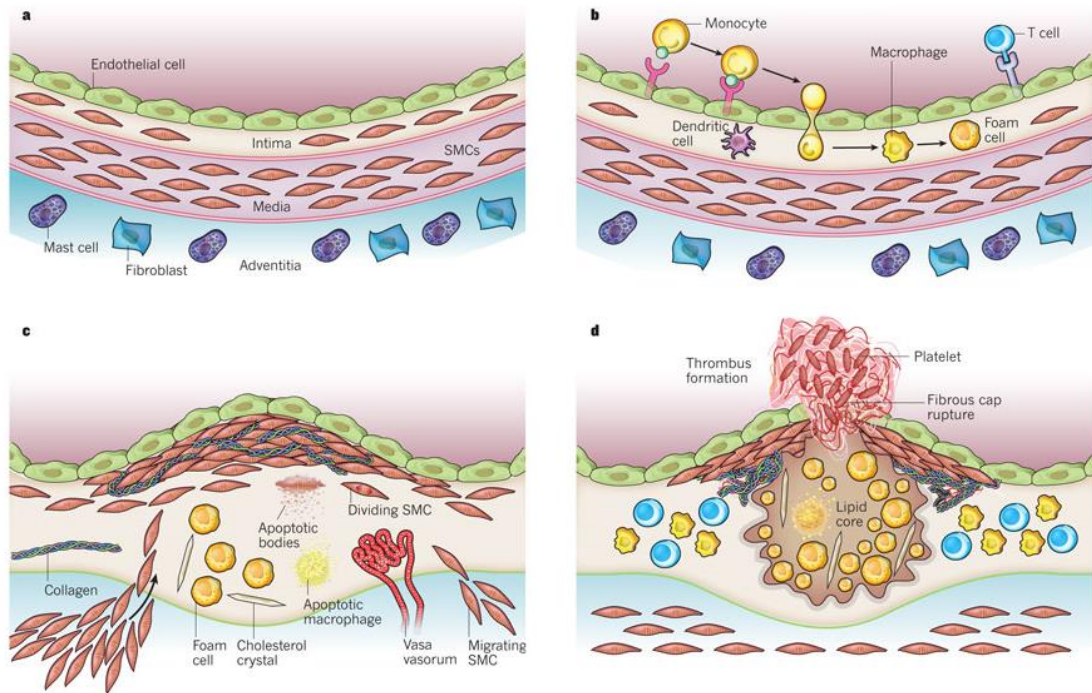 a
Endothelial cell
Intima
SMCs
Media
Mast cell
Fibroblast
Adventitia
b
Monocyte
T cell
Macrophage
Dendritic
cell
Foam
cell
c
Apoptotic
bodies
Dividing SMC
Collagen
Apoptotic
macrophage
Foam
cell
Cholesterol
crystal
Vasa
vasorum
Migrating
SMC
d
Thrombus
formation
Platelet
Fibrous cap
rupture
Lipid
core